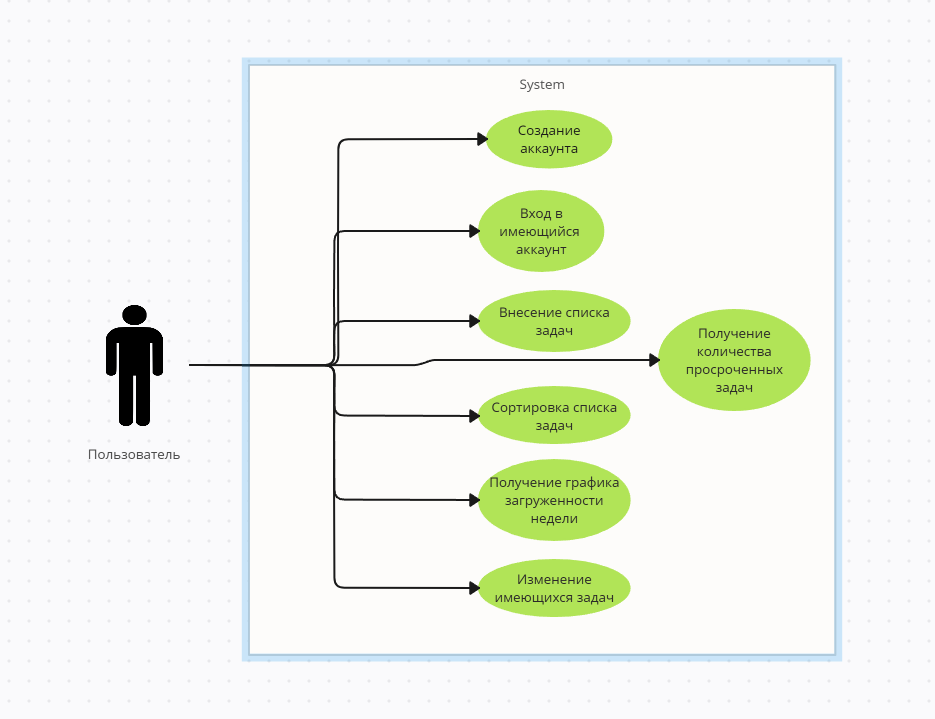 System
Создание
аккаунта
Вход в
имеющийся
аккаунт
Внесение списка
задач
Получение
количества
просроченных
задач
Сортировка списка
задач
Получение графика
загруженности
недели
Изменение
имеющихся задач
Пользователь